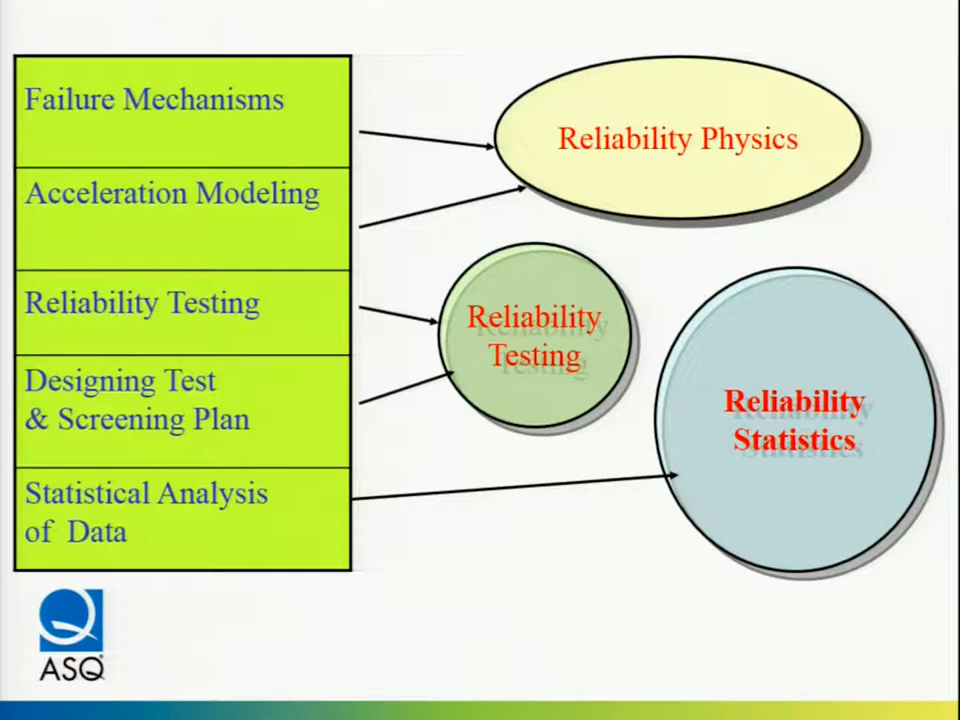 Failure Mechanisms
Acceleration Modeling
Reliability Testing
Designing Test
& Screening Plan
Statistical Analysis
of Data
Reliability Physics
Reliability
Testing
Reliability
Statistics
ASQ